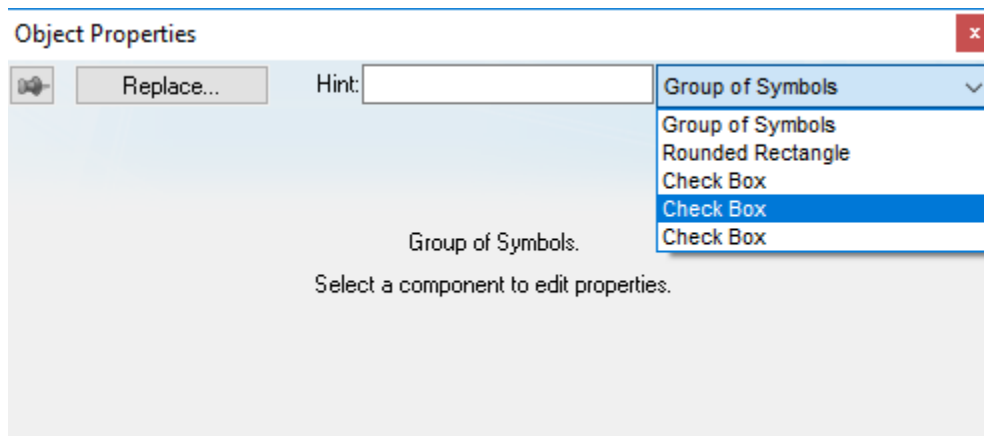 Object Properties
x
Replace... Hint: Group of Symbols
Group of Symbols
Rounded Rectangle
Check Box
Check Box
Check Box
Group of Symbols.
Select a component to edit properties.